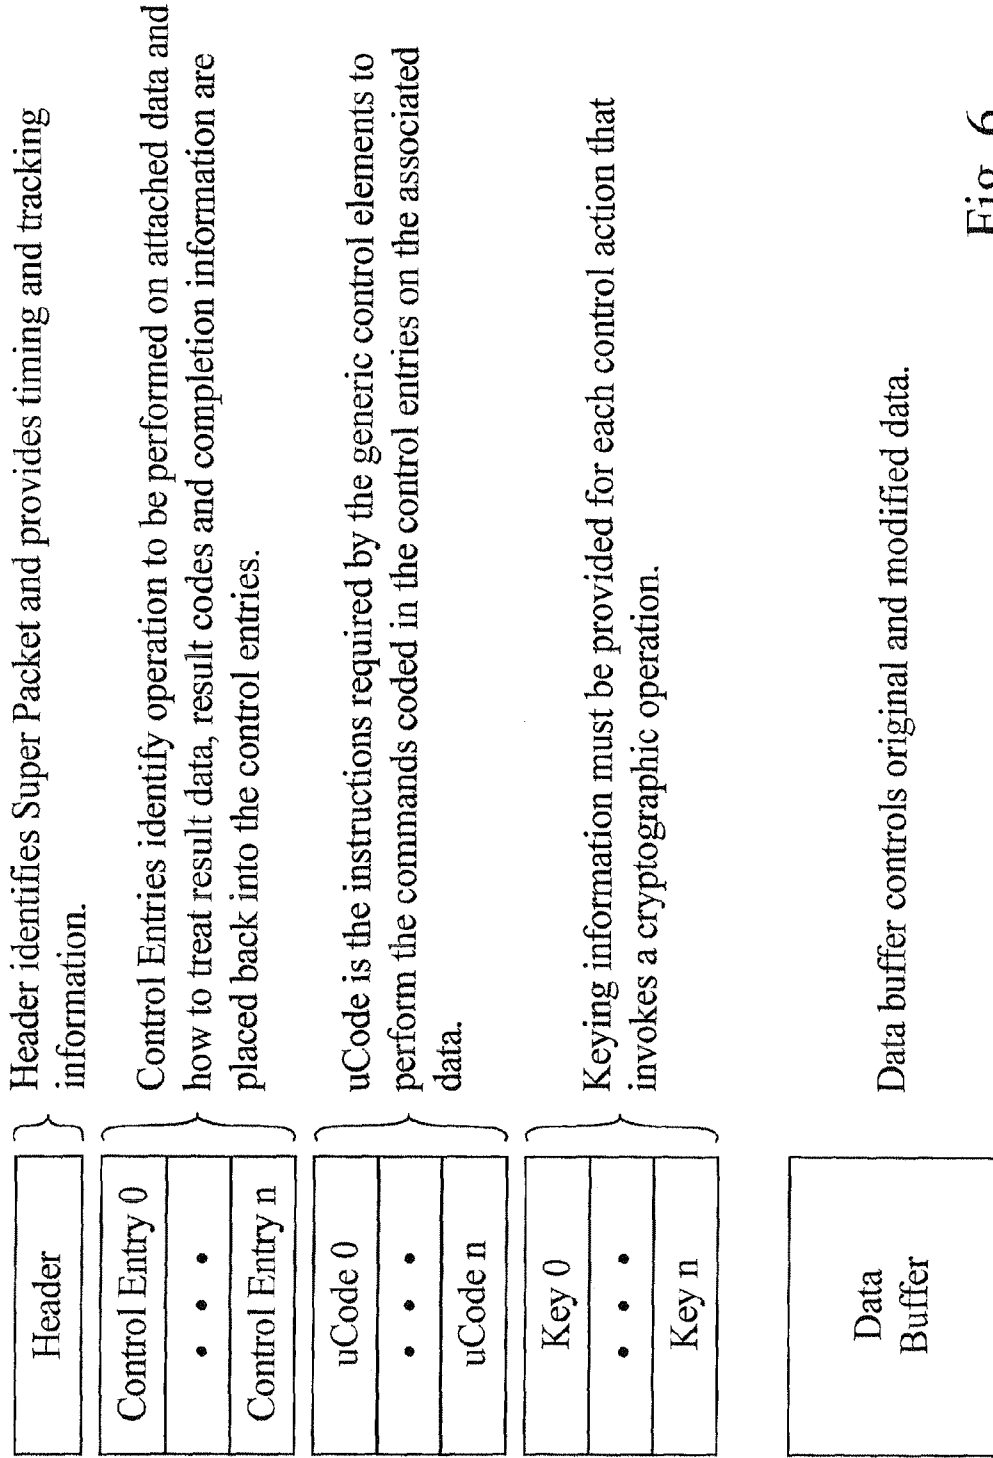 Header
Header identifies Super Packet and provides timing and tracking
information.
Control Entry 0
Control Entry n
Control Entries identify operation to be performed on attached data and
how to treat result data, result codes and completion information are
placed back into the control entries.
uCode 0
uCode n
uCode is the instructions required by the generic control elements to
perform the commands coded in the control entries on the associated
data.
Key 0
Key n
Keying information must be provided for each control action that
invokes a cryptographic operation.
Data
Buffer
Data buffer controls original and modified data.
Fig. 6